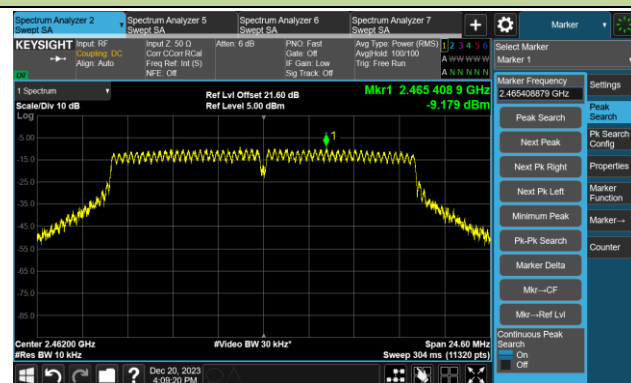 Spectrum Analyzer 2
Swept SA
Spectrum Analyzer 5
Swept SA
Spectrum Analyzer 6
Swept SA
Spectrum Analyzer 7
Swept SA
Marker
KEYSIGHT
Input: RF
Coupling: DC
Align: Auto
Input Z: 50 Ω
Corr CCorr RCal
Freq Ref: Int (S)
NFE: Off
Atten: 6 dB
PNO: Fast
Gate: Off
IF Gain: Low
Sig Track: Off
Avg Type: Power (RMS)
Avg|Hold: 100/100
Trig: Free Run
1 2 3 4 5 6
A W W W W W
A N N N N N
LXI
Select Marker
Marker 1
1 Spectrum
Scale/Div 10 dB
Log
Ref Lvl Offset 21.60 dB
Ref Level 5.00 dBm
Mkr1 2.465 408 9 GHz
-9.179 dBm
1
-5.00
-15.0
-25.0
-35.0
-45.0
-55.0
-65.0
-75.0
-85.0
Center 2.46200 GHz
#Res BW 10 kHz
#Video BW 30 kHz*
Span 24.60 MHz
Sweep 304 ms (11320 pts)
Marker Frequency
2.465408879 GHz
Peak Search
Next Peak
Next Pk Right
Next Pk Left
Minimum Peak
Pk-Pk Search
Marker Delta
Mkr→CF
Mkr→Ref Lvl
Continuous Peak
Search
On
Off
Settings
Peak
Search
Pk Search
Config
Properties
Marker
Function
Marker→
Counter
Dec 20, 2023
4:09:20 PM